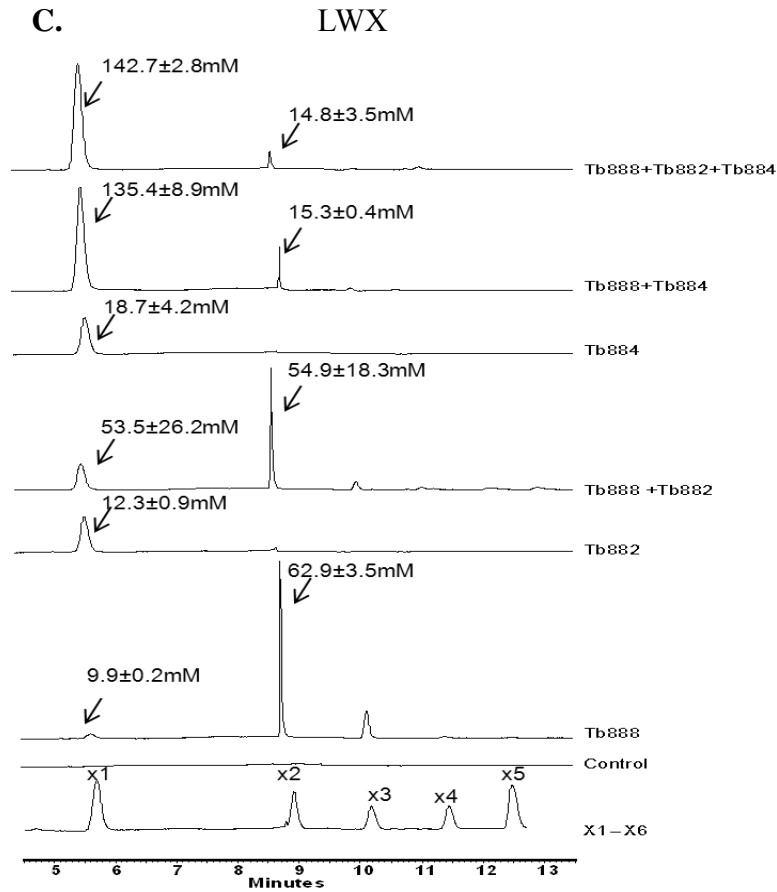 C. LWX
142.7±2.8mM
14.8±3.5mM
Tb888+Tb882+Tb884
135.4±8.9mM
15.3±0.4mM
Tb888+Tb884
18.7±4.2mM
Tb884
54.9±18.3mM
53.5±26.2mM
Tb888 +Tb882
12.3±0.9mM
Tb882
62.9±3.5mM
9.9±0.2mM
Tb888
Control
x1 x2 x3 x4 x5
X1–X6
5 6 7 8 9 10 11 12 13
Minutes